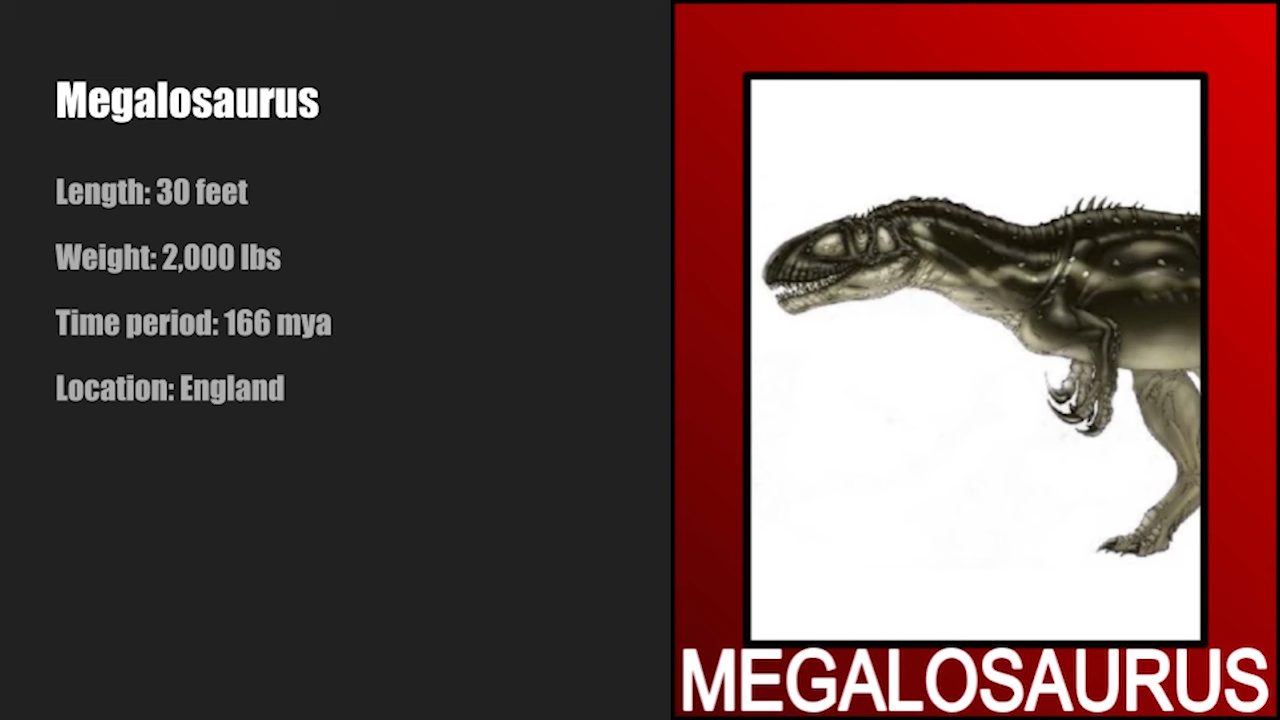 Megalosaurus
Length: 30 feet
Weight: 2,000 lbs
Time period: 166 mya
Location: England
MEGALOSAURUS